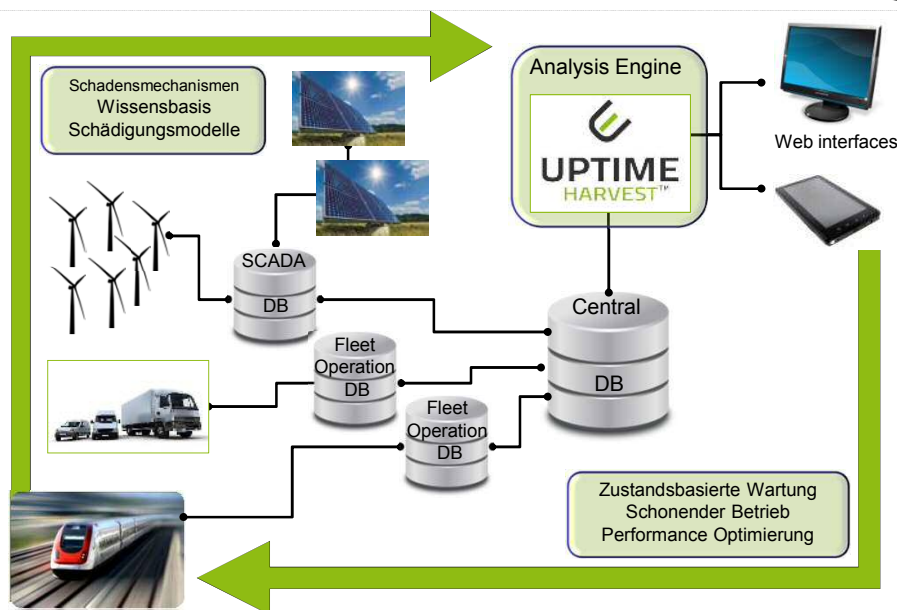 Schadensmechanismen
Wissensbasis
Schädigungsmodelle
Analysis Engine
UPTIME
HARVEST™
Web interfaces
SCADA
DB
Central
DB
Fleet
Operation
DB
Fleet
Operation
DB
Zustandsbasierte Wartung
Schonender Betrieb
Performance Optimierung